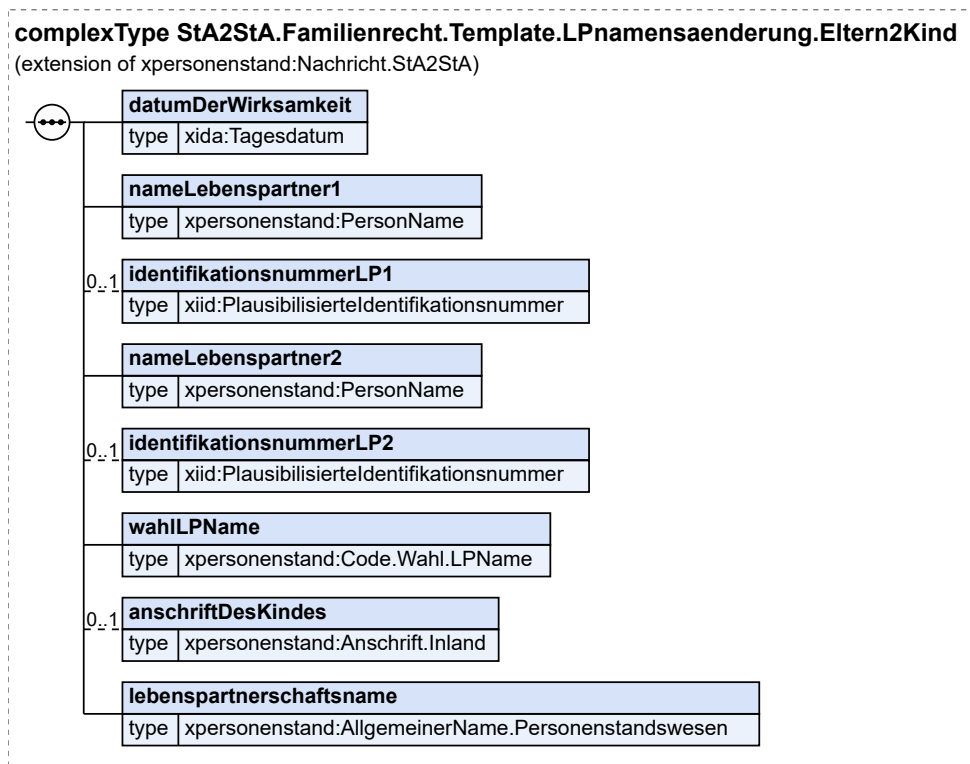 complexType StA2StA.Familienrecht.Template.LPnamensaenderung.Eltern2Kind
(extension of xpersonenstand:Nachricht.StA2StA)
datumDerWirksamkeit
type xida:Tagesdatum
nameLebenspartner1
type xpersonenstand:PersonName
0..1 identifikationsnummerLP1
type xiid:PlausibilisierteIdentifikationsnummer
nameLebenspartner2
type xpersonenstand:PersonName
0..1 identifikationsnummerLP2
type xiid:PlausibilisierteIdentifikationsnummer
wahlLPName
type xpersonenstand:Code.Wahl.LPName
0..1 anschriftDesKindes
type xpersonenstand:Anschrift.Inland
lebenspartnerschaftsname
type xpersonenstand:AllgemeinerName.Personenstandswesen